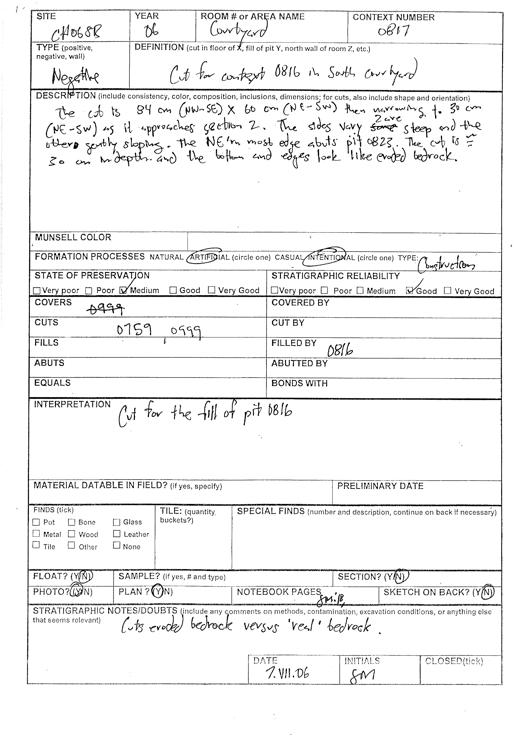 SITE YEAR ROOM # or AREA NAME CONTEXT NUMBER
CH06SR 06 Courtyard 0817
TYPE (positive, negative, wall) DEFINITION (cut in floor of X, fill of pit Y, north wall of room Z, etc.)
Negative Cut for context 0816 in South courtyard
DESCRIPTION (include consistency, color, composition, inclusions, dimensions; for cuts, also include shape and orientation)
The cut is 84 cm (NW-SE) X 60 cm (NE-SW) then narrowing to 30 cm
(NE-SW) as it approaches section 2. The sides vary 2 are steep and the
others gently sloping. The NE'rn most edge abuts pit 0823. The cut is ≈
30 cm in depth and the bottom and edges look like eroded bedrock.
MUNSELL COLOR
FORMATION PROCESSES NATURAL ARTIFICIAL (circle one) CASUAL INTENTIONAL (circle one) TYPE: Construction
STATE OF PRESERVATION STRATIGRAPHIC RELIABILITY
☐ Very poor ☐ Poor ☑ Medium ☐ Good ☐ Very Good ☐ Very poor ☐ Poor ☐ Medium ☑ Good ☐ Very Good
COVERS 0999 COVERED BY
CUTS 0759, 0999 CUT BY
FILLS FILLED BY 0816
ABUTS ABUTTED BY
EQUALS BONDS WITH
INTERPRETATION
Cut for the fill of pit 0816
MATERIAL DATABLE IN FIELD? (if yes, specify) PRELIMINARY DATE
FINDS (tick) TILE: (quantity, buckets?) SPECIAL FINDS (number and description, continue on back if necessary)
☐ Pot ☐ Bone ☐ Glass
☐ Metal ☐ Wood ☐ Leather
☐ Tile ☐ Other ☐ None
FLOAT? (Y/N) SAMPLE? (if yes, # and type) SECTION? (Y/N)
PHOTO? (Y/N) PLAN? (Y/N) NOTEBOOK PAGES SKETCH ON BACK? (Y/N)
STRATIGRAPHIC NOTES/DOUBTS (include any comments on methods, contamination, excavation conditions, or anything else
that seems relevant)
Cuts eroded bedrock versus 'real' bedrock.
DATE INITIALS CLOSED(tick)
7.VII.06 SM